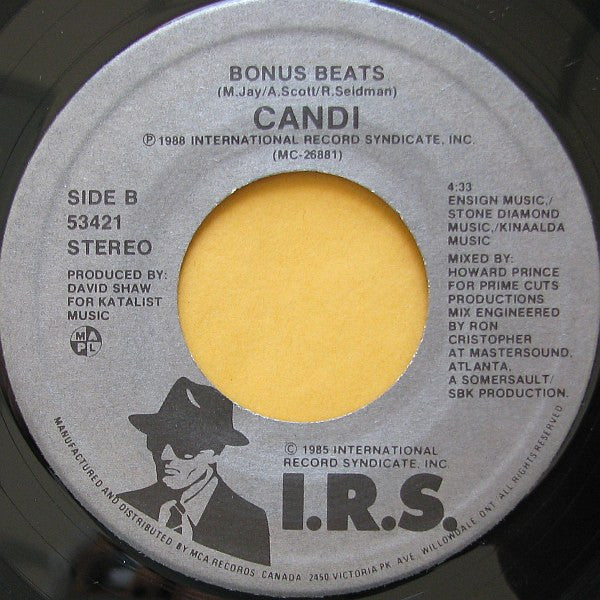 BONUS BEATS
(M.Jay/A.Scott/R.Seidman)
CANDI
Ⓟ 1988 INTERNATIONAL RECORD SYNDICATE, INC.
(MC-26881)
SIDE B
53421
STEREO
PRODUCED BY:
DAVID SHAW
FOR KATALIST
MUSIC
M A
P L
4:33
ENSIGN MUSIC,/
STONE DIAMOND
MUSIC,/KINAALDA
MUSIC
MIXED BY:
HOWARD PRINCE
FOR PRIME CUTS
PRODUCTIONS
MIX ENGINEERED
BY RON
CRISTOPHER
AT MASTERSOUND,
ATLANTA.
A SOMERSAULT/
SBK PRODUCTION.
© 1985 INTERNATIONAL
RECORD SYNDICATE, INC
I.R.S.
MANUFACTURED AND DISTRIBUTED BY MCA RECORDS CANADA 2450 VICTORIA PK. AVE. WILLOWDALE ONT. ALL RIGHTS RESERVED